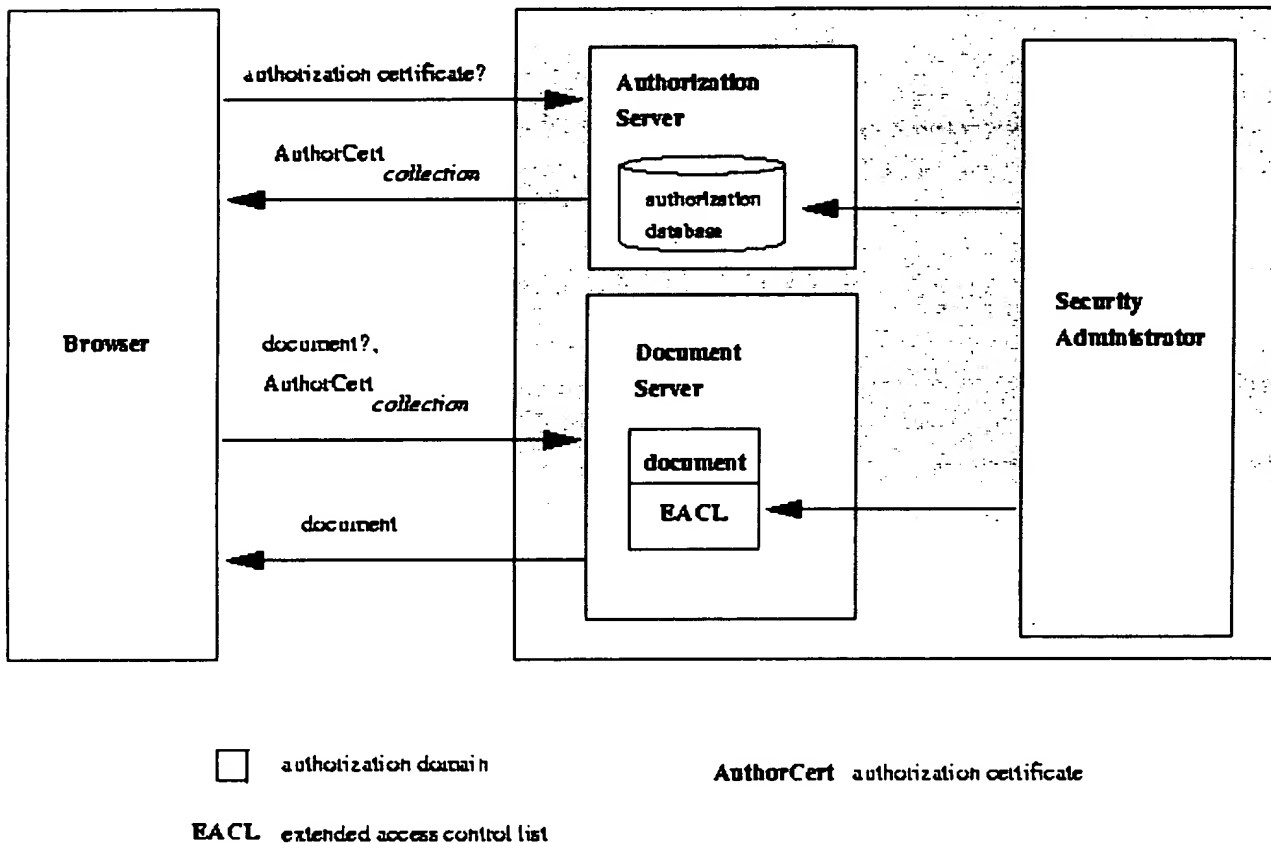 authorization certificate?
AuthorCert
collection
Authorization
Server
authorization
database
Browser
document?,
AuthorCert
collection
Document
Server
document
EACL
document
Security
Administrator
authorization domain
AuthorCert authorization certificate
EACL extended access control list